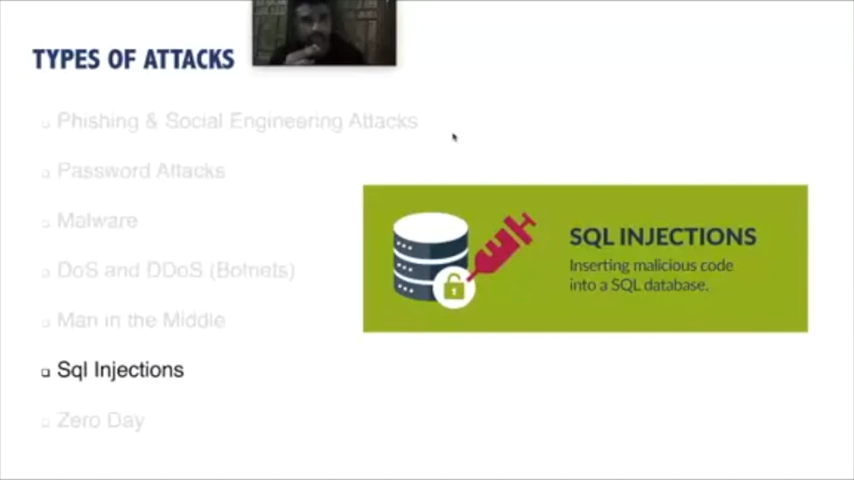 TYPES OF ATTACKS
Phishing & Social Engineering Attacks
Password Attacks
Malware
DoS and DDoS (Botnets)
Man in the Middle
Sql Injections
Zero Day
SQL INJECTIONS
Inserting malicious code
into a SQL database.